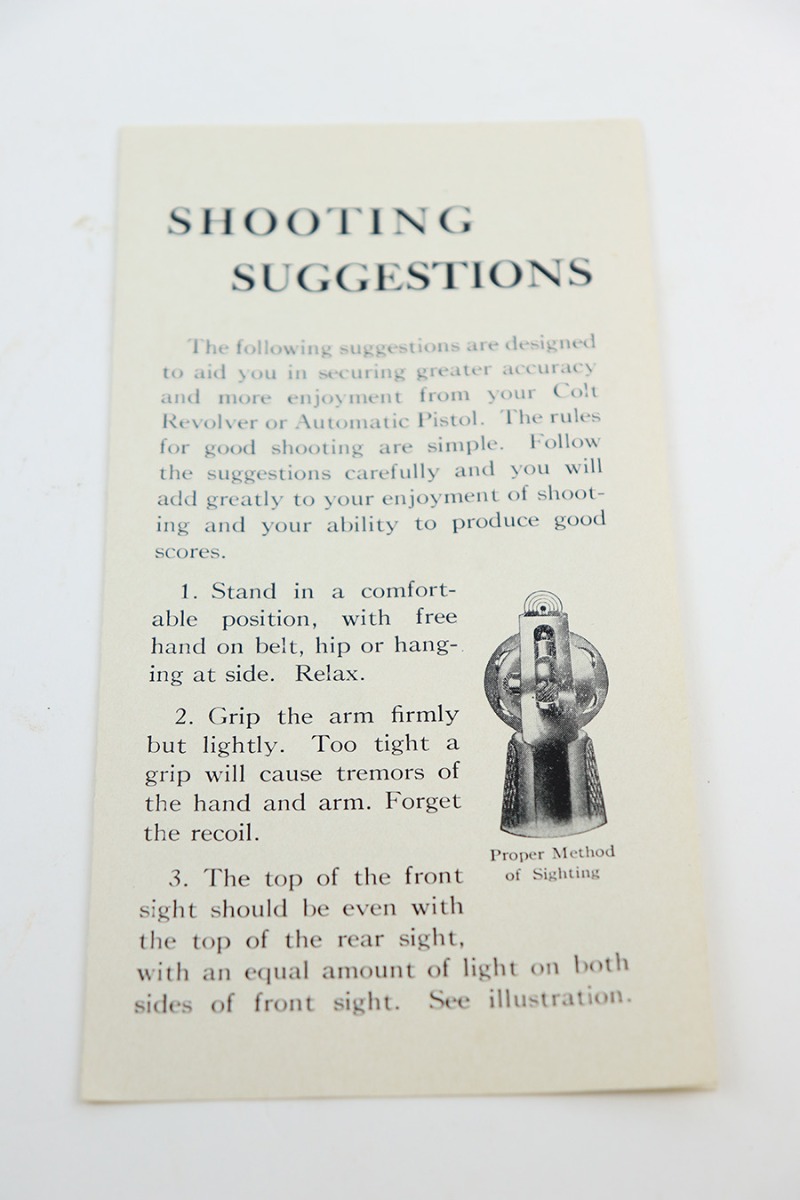 SHOOTING
SUGGESTIONS
The following suggestions are designed
to aid you in securing greater accuracy
and more enjoyment from your Colt
Revolver or Automatic Pistol. The rules
for good shooting are simple. Follow
the suggestions carefully and you will
add greatly to your enjoyment of shoot-
ing and your ability to produce good
scores.
1. Stand in a comfort-
able position, with free
hand on belt, hip or hang-
ing at side. Relax.
2. Grip the arm firmly
but lightly. Too tight a
grip will cause tremors of
the hand and arm. Forget
the recoil.
3. The top of the front
sight should be even with
the top of the rear sight,
with an equal amount of light on both
sides of front sight. See illustration.
Proper Method
of Sighting